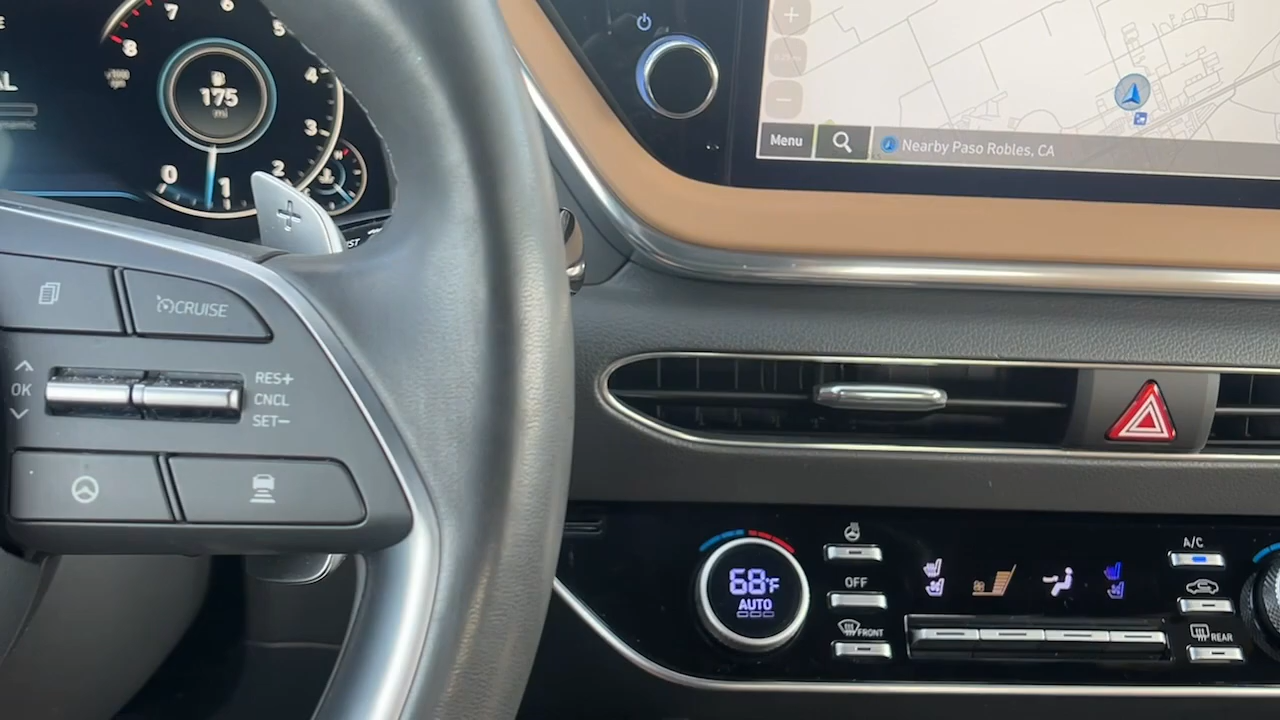 7
6
5
8
4
x1000
rpm
175
mi
3
0
1
2
Menu
Nearby Paso Robles, CA
CRUISE
OK
RES+
CNCL
SET−
68°F
AUTO
OFF
FRONT
A/C
REAR